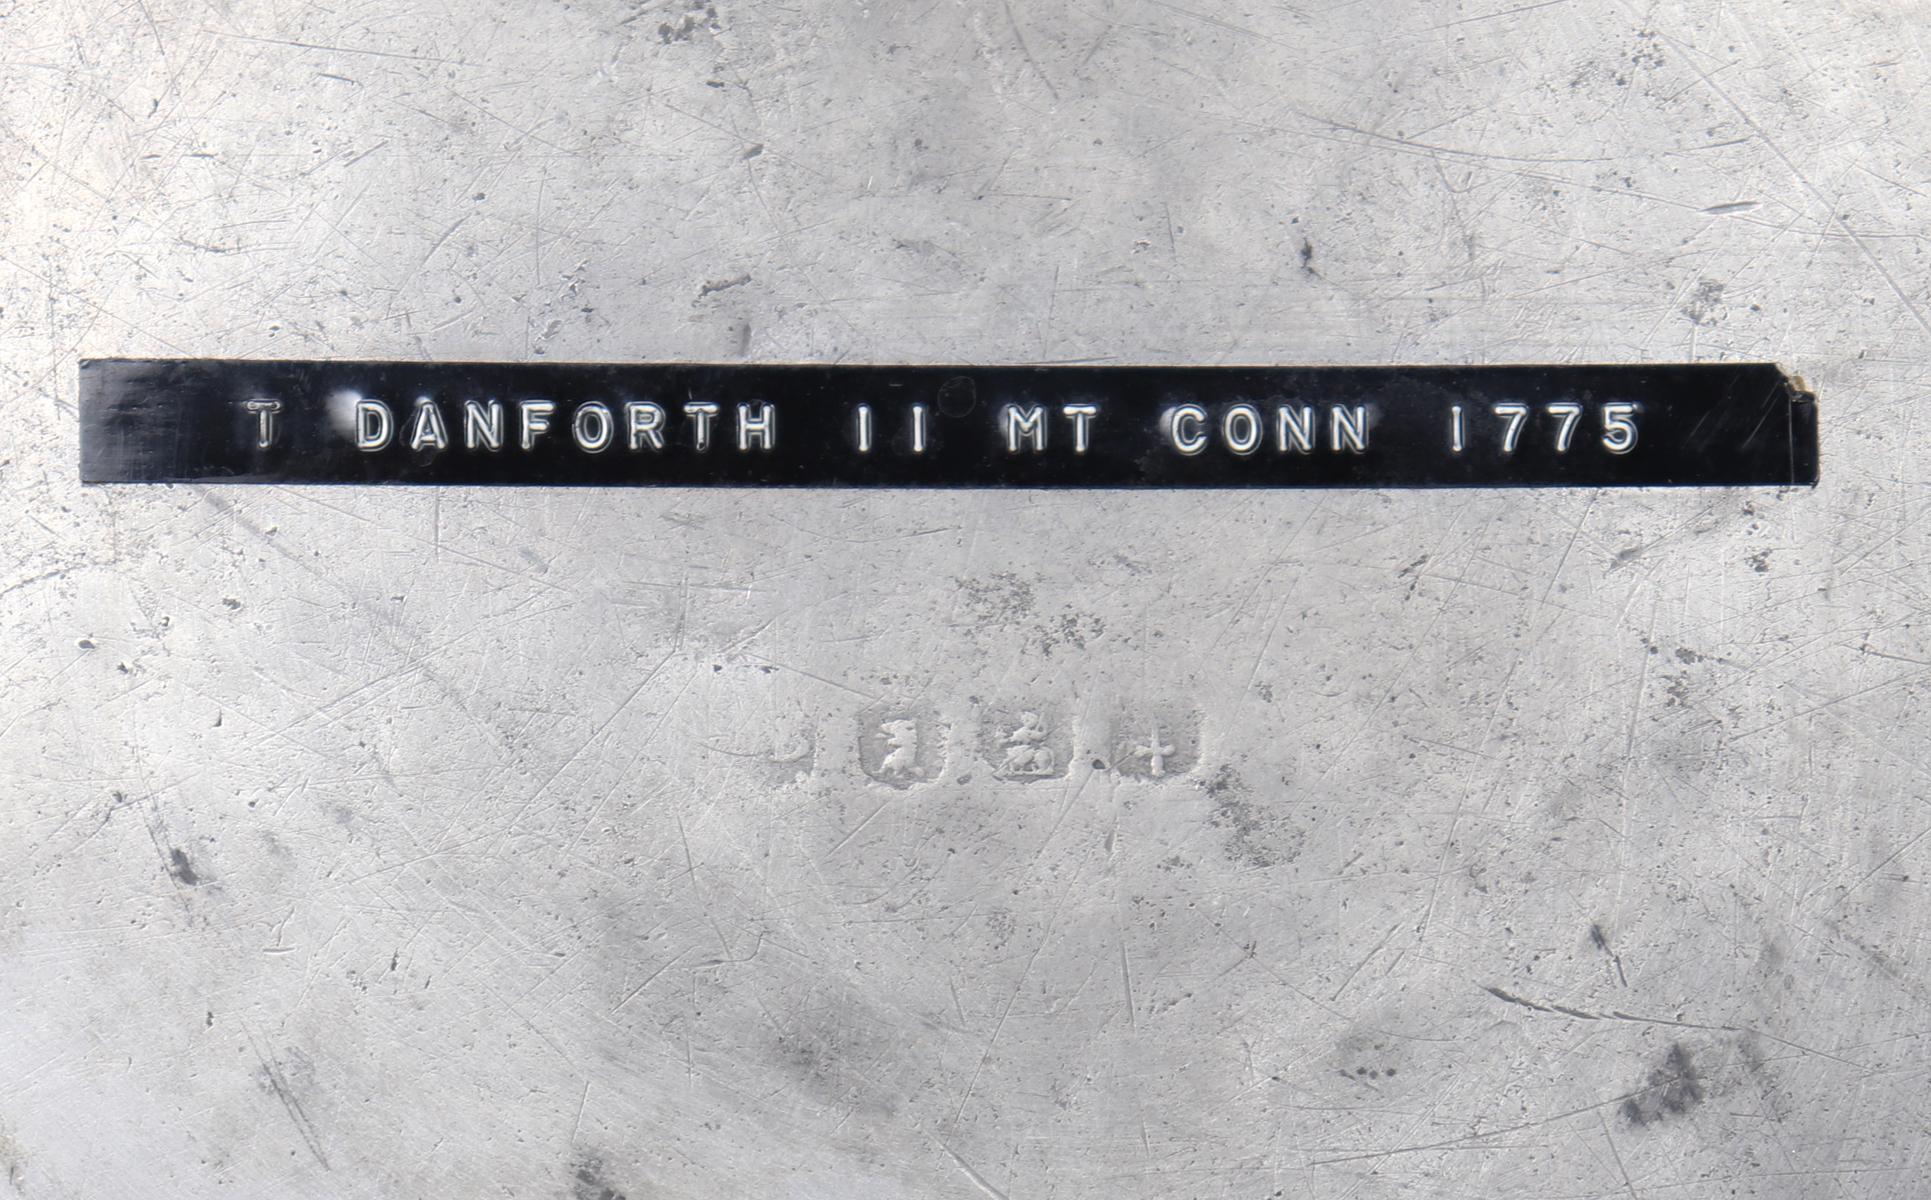 T DANFORTH II MT CONN 1775